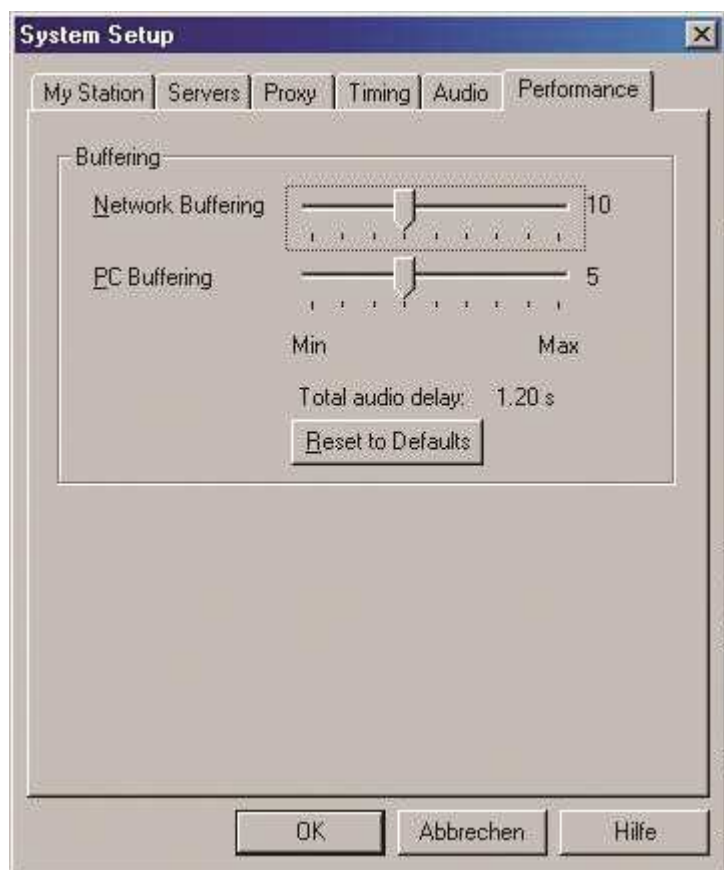 System Setup
My Station Servers Proxy Timing Audio Performance
Buffering
Network Buffering 10
PC Buffering 5
Min Max
Total audio delay: 1.20 s
Reset to Defaults
OK Abbrechen Hilfe